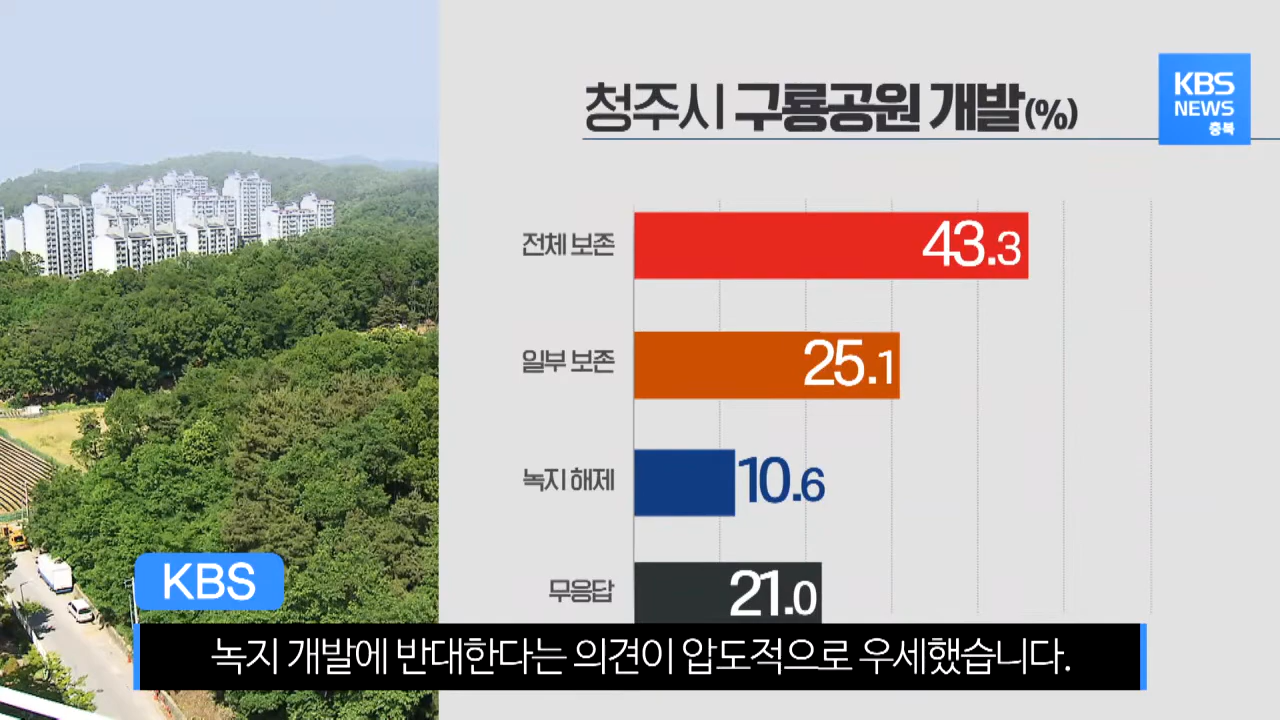 청주시 구룡공원 개발(%)
KBS
NEWS
충북
전체 보존 43.3
일부 보존 25.1
녹지 해제 10.6
무응답 21.0
KBS
녹지 개발에 반대한다는 의견이 압도적으로 우세했습니다.